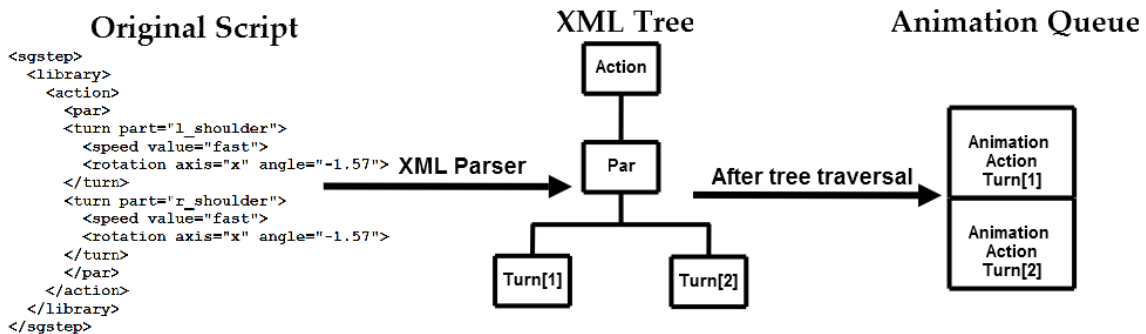 Original Script
<sgstep>
<library>
<action>
<par>
<turn part="l_shoulder">
<speed value="fast">
<rotation axis="x" angle="-1.57">
</turn>
<turn part="r_shoulder">
<speed value="fast">
<rotation axis="x" angle="-1.57">
</turn>
</par>
</action>
</library>
</sgstep>
XML Parser
XML Tree
Action
Par
Turn[1]
Turn[2]
After tree traversal
Animation Queue
Animation
Action
Turn[1]
Animation
Action
Turn[2]